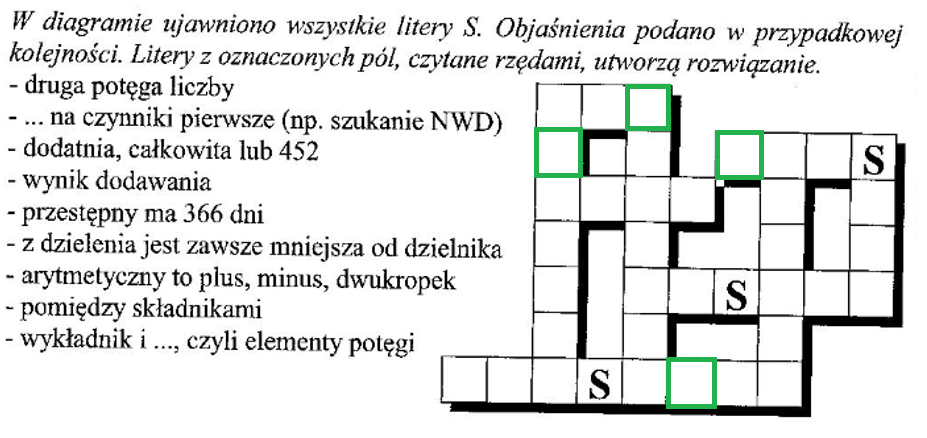 W diagramie ujawniono wszystkie litery S. Objaśnienia podano w przypadkowej
kolejności. Litery z oznaczonych pól, czytane rzędami, utworzą rozwiązanie.
- druga potęga liczby
- ... na czynniki pierwsze (np. szukanie NWD)
- dodatnia, całkowita lub 452
- wynik dodawania
- przestępny ma 366 dni
- z dzielenia jest zawsze mniejsza od dzielnika
- arytmetyczny to plus, minus, dwukropek
- pomiędzy składnikami
- wykładnik i ..., czyli elementy potęgi
S
S
S